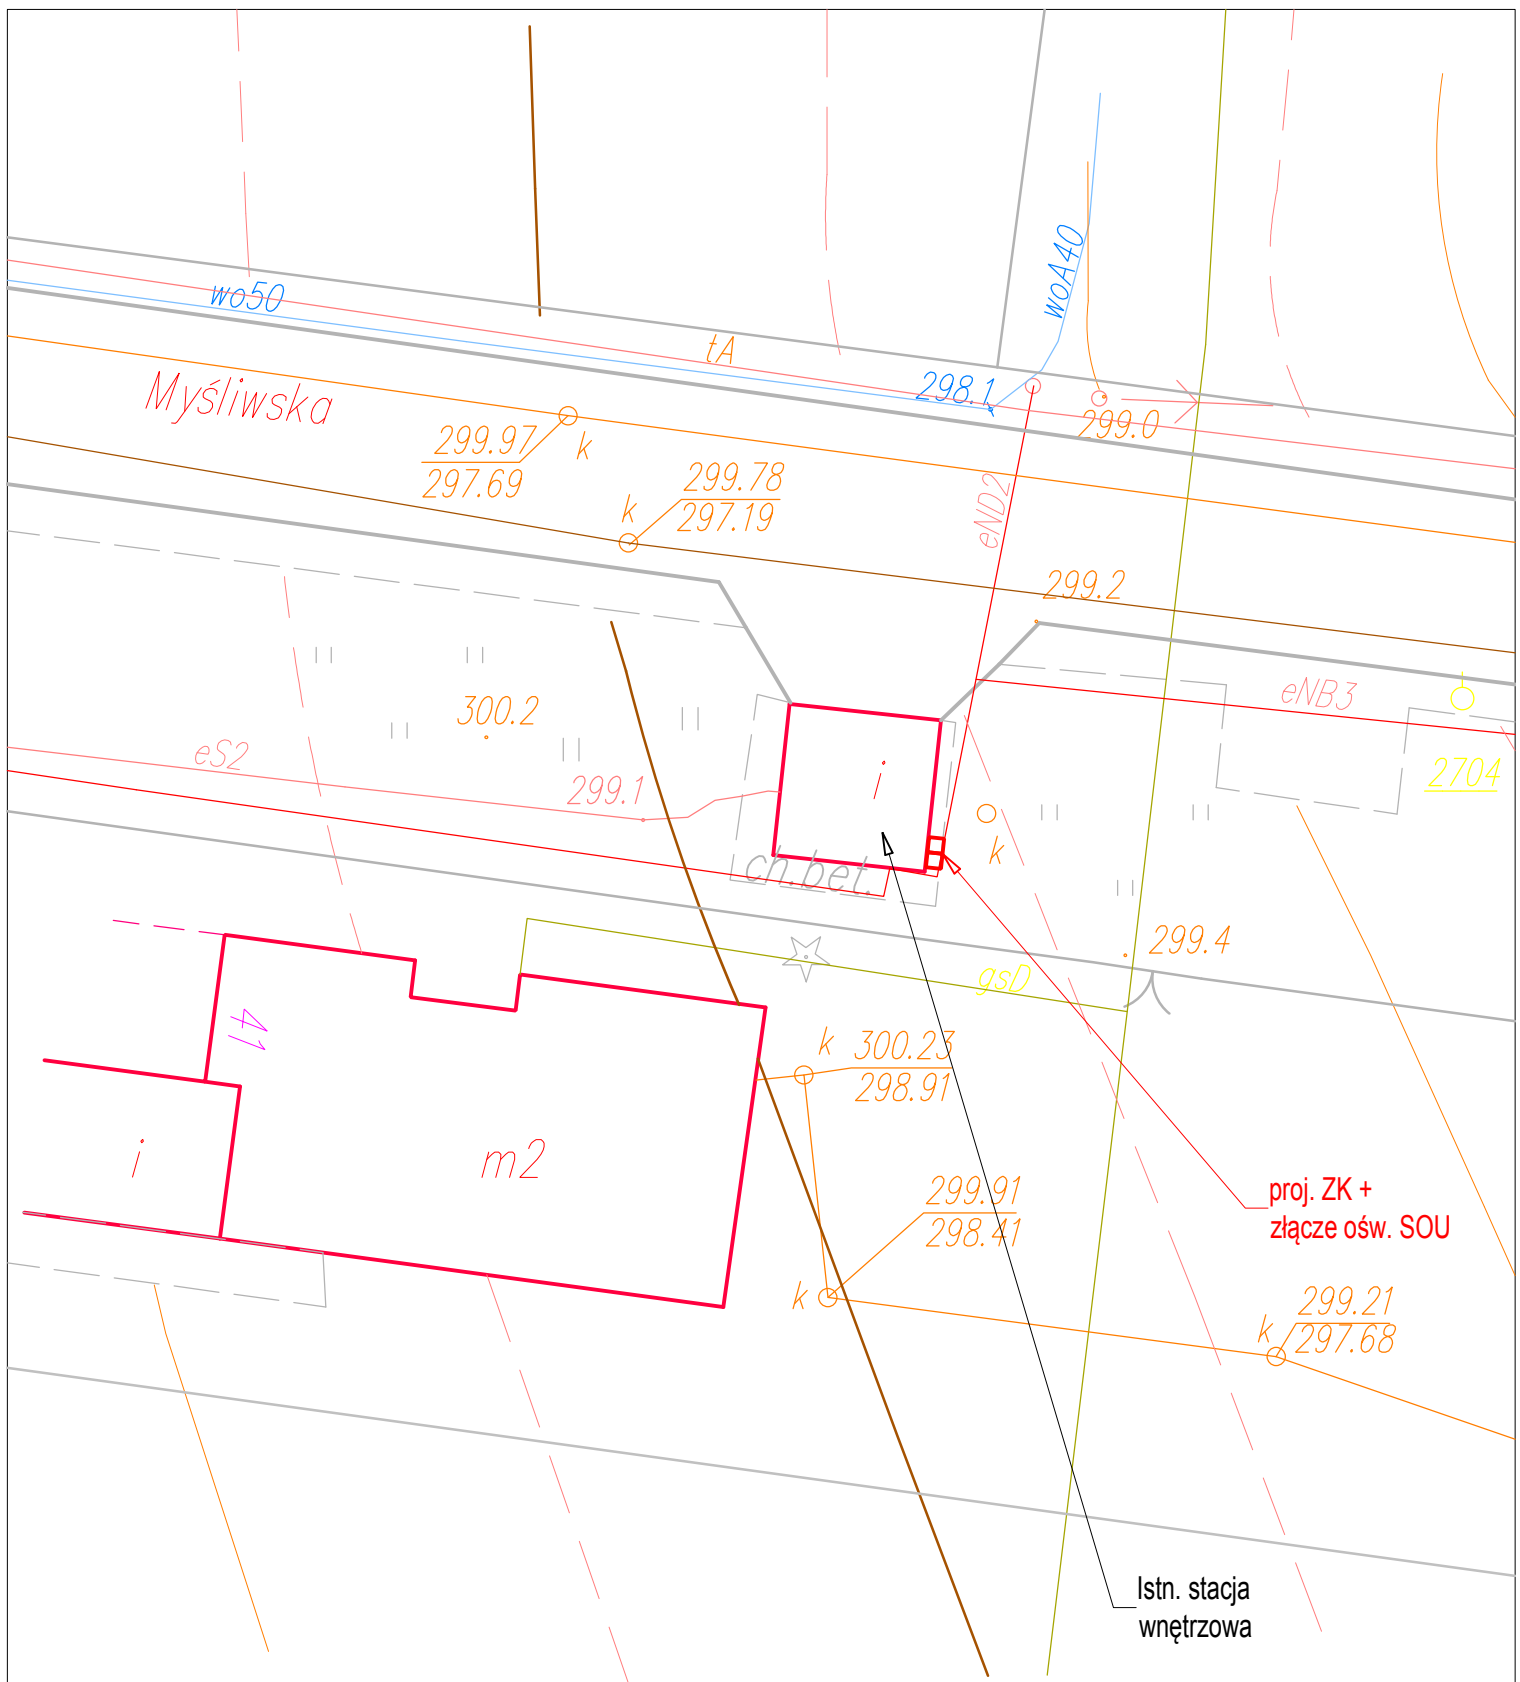 wo50
woA40
tA
298.1
Myśliwska
299.0
299.97
297.69
k
299.78
297.19
k
eND2
299.2
eNB3
300.2
eS2
299.1
i
2704
k
ch.bet.
299.4
gsD
41
k
300.23
298.91
i
m2
299.91
298.41
k
proj. ZK +
złącze ośw. SOU
299.21
297.68
k
Istn. stacja
wnętrzowa